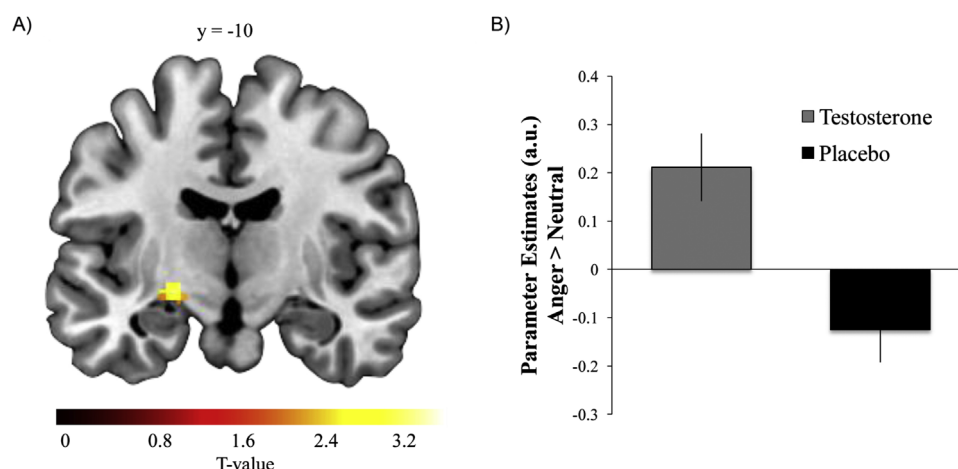 A)
y = -10
0 0.8 1.6 2.4 3.2
T-value
B)
Parameter Estimates (a.u.)
Anger > Neutral
0.4
0.3
0.2
0.1
0
-0.1
-0.2
-0.3
Testosterone
Placebo